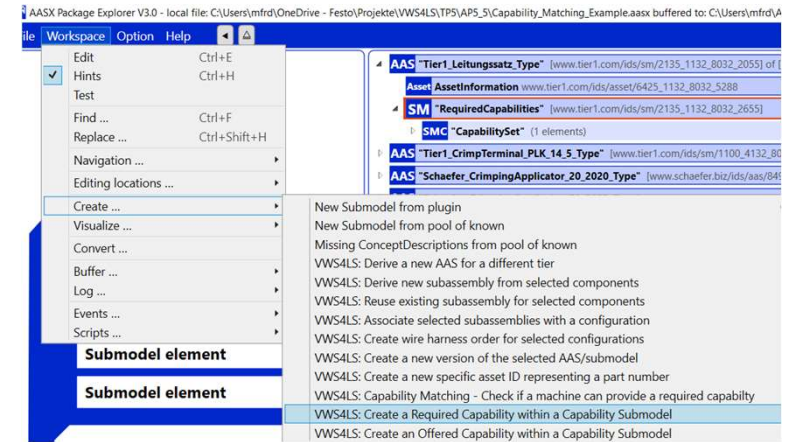 AASX Package Explorer V3.0 - local file: C:\Users\mfrd\OneDrive - Festo\Projekte\VWS4LS\TP5\AP5_5\Capability_Matching_Example.aasx buffered to: C:\Users\mfrd\A
ile Workspace Option Help
Edit Ctrl+E
Hints Ctrl+H
Test
Find ... Ctrl+F
Replace ... Ctrl+Shift+H
Navigation ...
Editing locations ...
Create ...
Visualize ...
Convert ...
Buffer ...
Log ...
Events ...
Scripts ...
AAS "Tier1_Leitungssatz_Type" [www.tier1.com/ids/sm/2135_1132_8032_2055] of [
Asset AssetInformation www.tier1.com/ids/asset/6425_1132_8032_5288
SM "RequiredCapabilities" [www.tier1.com/ids/sm/2135_1132_8032_2655]
SMC "CapabilitySet" (1 elements)
AAS "Tier1_CrimpTerminal_PLK_14_5_Type" [www.tier1.com/ids/sm/1100_4132_80
AAS "Schaefer_CrimpingApplicator_20_2020_Type" [www.schaefer.biz/ids/aas/849
New Submodel from plugin
New Submodel from pool of known
Missing ConceptDescriptions from pool of known
VWS4LS: Derive a new AAS for a different tier
VWS4LS: Derive new subassembly from selected components
VWS4LS: Reuse existing subassembly for selected components
VWS4LS: Associate selected subassemblies with a configuration
VWS4LS: Create wire harness order for selected configurations
VWS4LS: Create a new version of the selected AAS/submodel
VWS4LS: Create a new specific asset ID representing a part number
VWS4LS: Capability Matching - Check if a machine can provide a required capabilty
VWS4LS: Create a Required Capability within a Capability Submodel
VWS4LS: Create an Offered Capability within a Capability Submodel
Submodel element
Submodel element